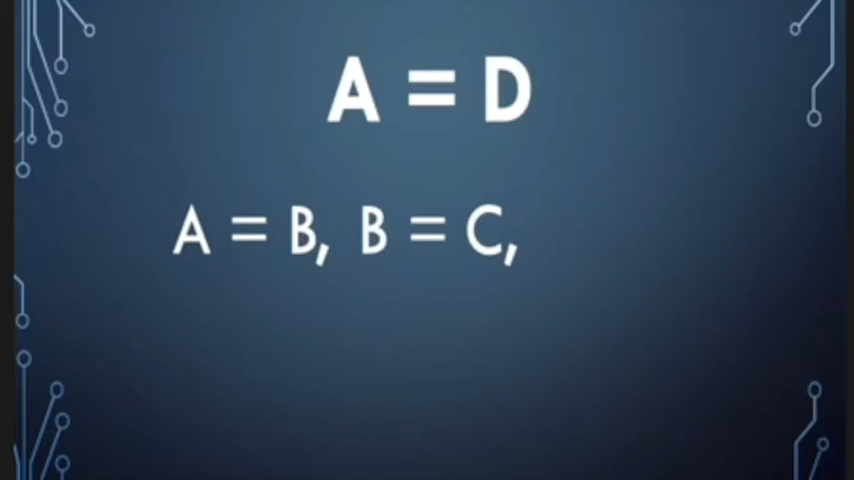 A = D
A = B, B = C,